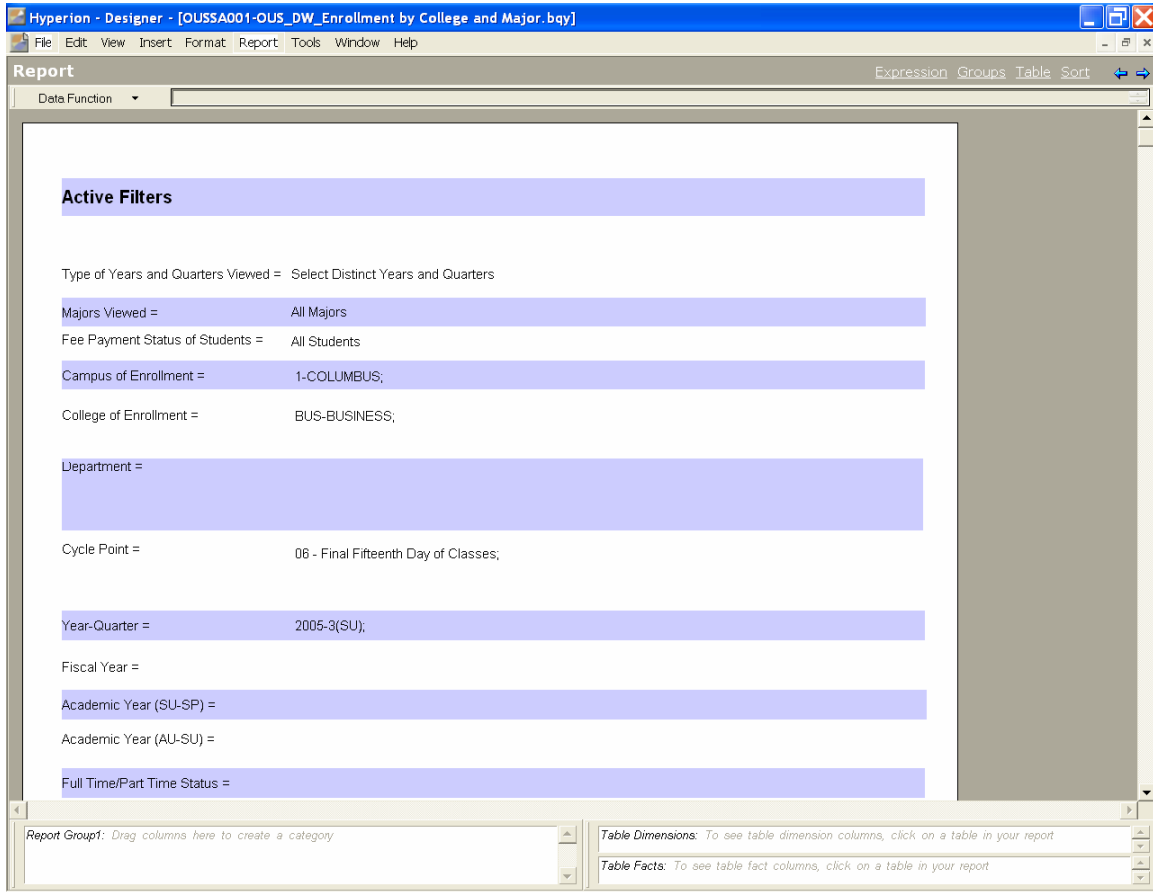 Hyperion - Designer - [OUSSA001-OUS_DW_Enrollment by College and Major.bqy]
File Edit View Insert Format Report Tools Window Help
Report Expression Groups Table Sort
Data Function
Active Filters
Type of Years and Quarters Viewed = Select Distinct Years and Quarters
Majors Viewed = All Majors
Fee Payment Status of Students = All Students
Campus of Enrollment = 1-COLUMBUS;
College of Enrollment = BUS-BUSINESS;
Department =
Cycle Point = 06 - Final Fifteenth Day of Classes;
Year-Quarter = 2005-3(SU);
Fiscal Year =
Academic Year (SU-SP) =
Academic Year (AU-SU) =
Full Time/Part Time Status =
Report Group1: Drag columns here to create a category
Table Dimensions: To see table dimension columns, click on a table in your report
Table Facts: To see table fact columns, click on a table in your report